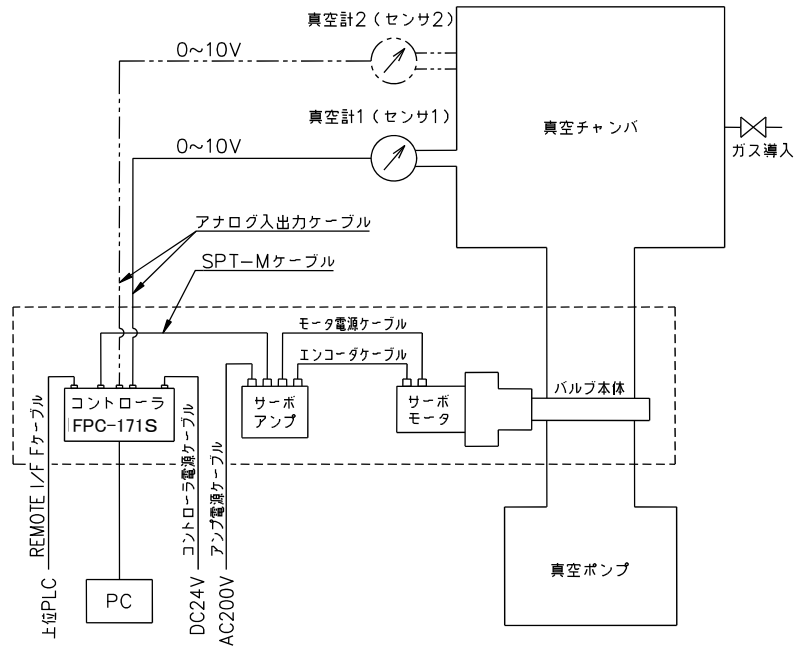 真空計2(センサ2)
0~10V
真空計1(センサ1)
0~10V
真空チャンバ
ガス導入
アナログ入出力ケーブル
SPT-Mケーブル
モータ電源ケーブル
エンコーダケーブル
コントローラ
FPC-171S
サーボ
アンプ
サーボ
モータ
バルブ本体
REMOTE I/F Fケーブル
コントローラ電源ケーブル
アンプ電源ケーブル
上位PLC
PC
DC24V
AC200V
真空ポンプ